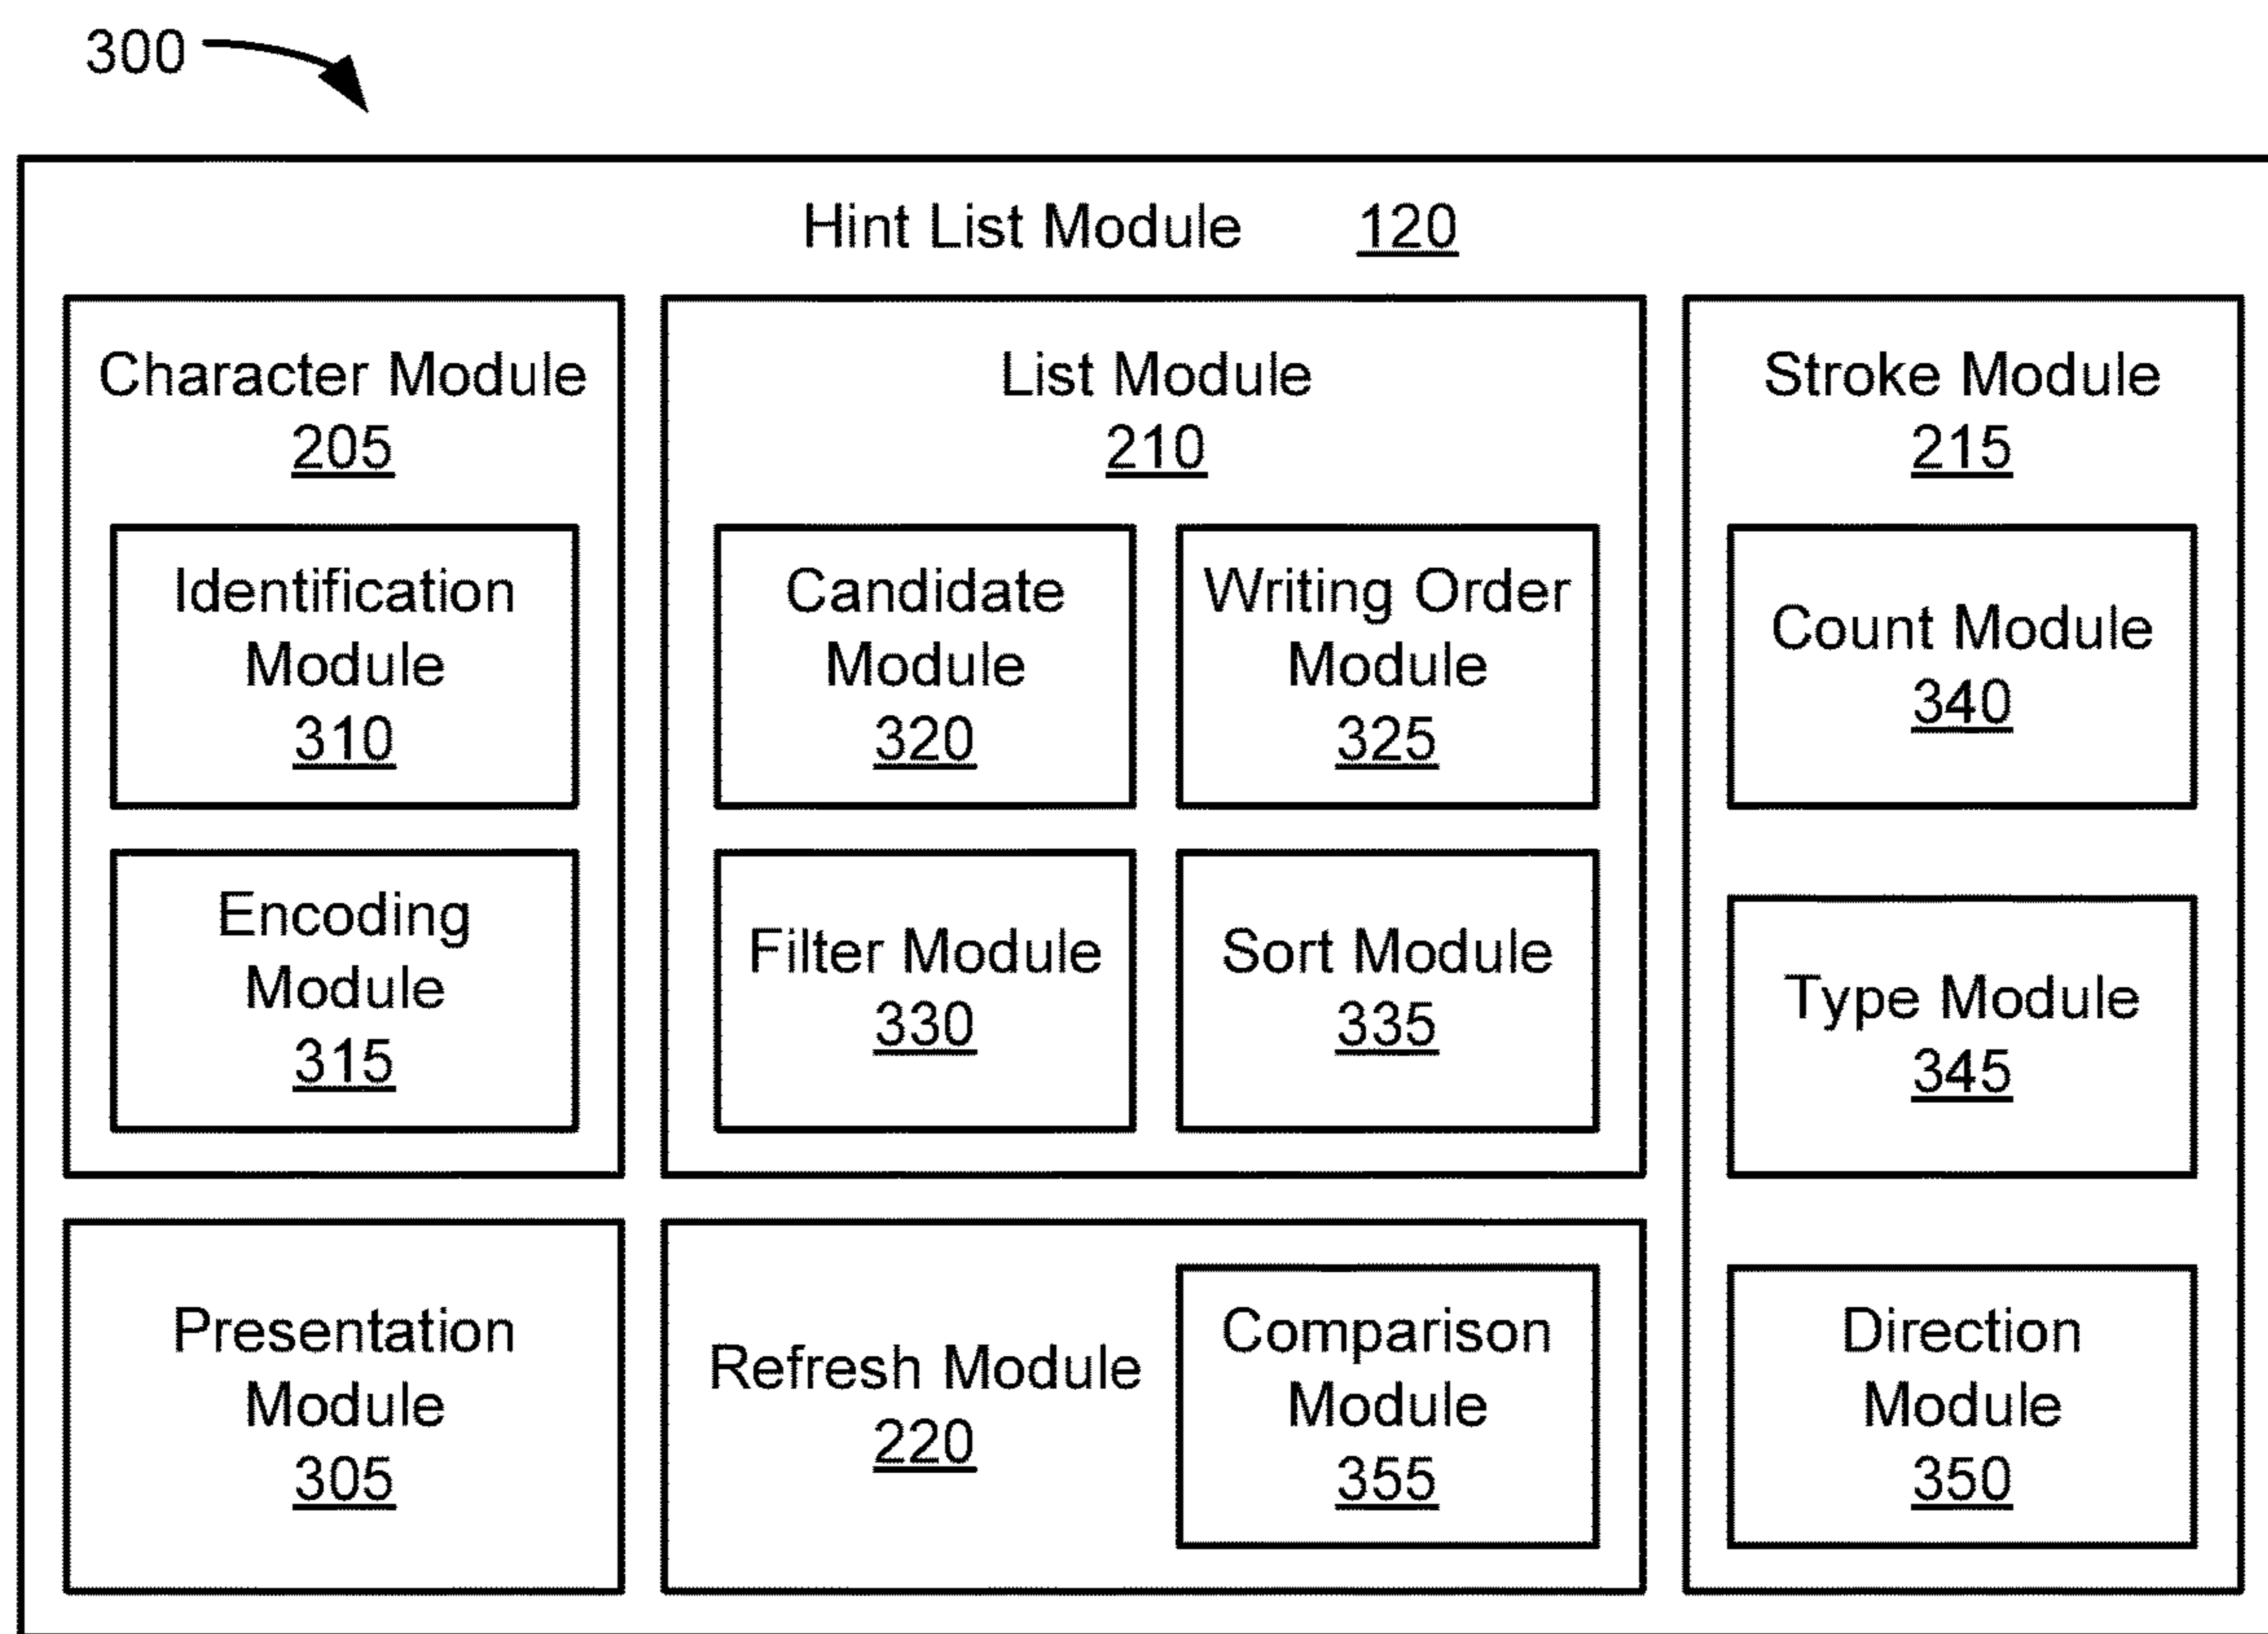 300
Hint List Module 120
Character Module
205
Identification
Module
310
Encoding
Module
315
List Module
210
Candidate
Module
320
Writing Order
Module
325
Filter Module
330
Sort Module
335
Stroke Module
215
Count Module
340
Type Module
345
Direction
Module
350
Presentation
Module
305
Refresh Module
220
Comparison
Module
355